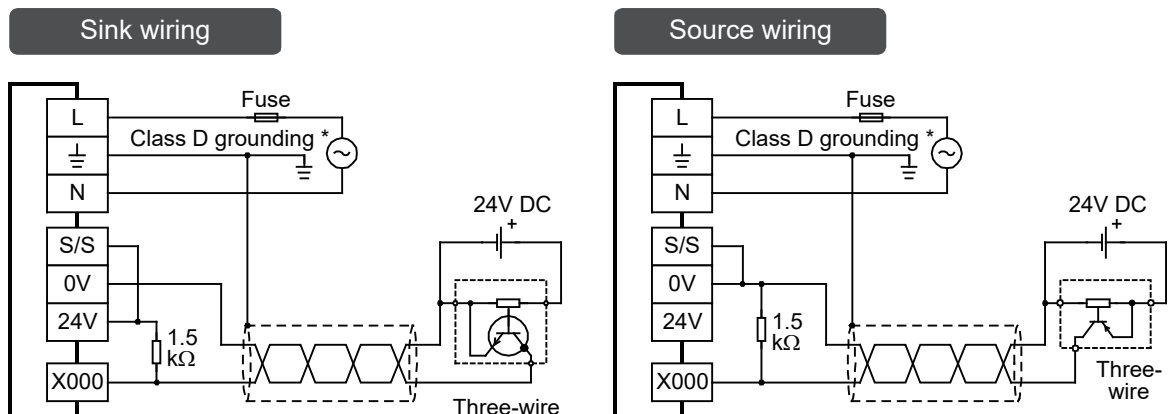 Sink wiring
L
Fuse
Class D grounding *
N
24V DC
+
S/S
0V
24V
1.5
kΩ
X000
Three-wire
Source wiring
L
Fuse
Class D grounding *
N
24V DC
+
S/S
0V
24V
1.5
kΩ
X000
Three-
wire